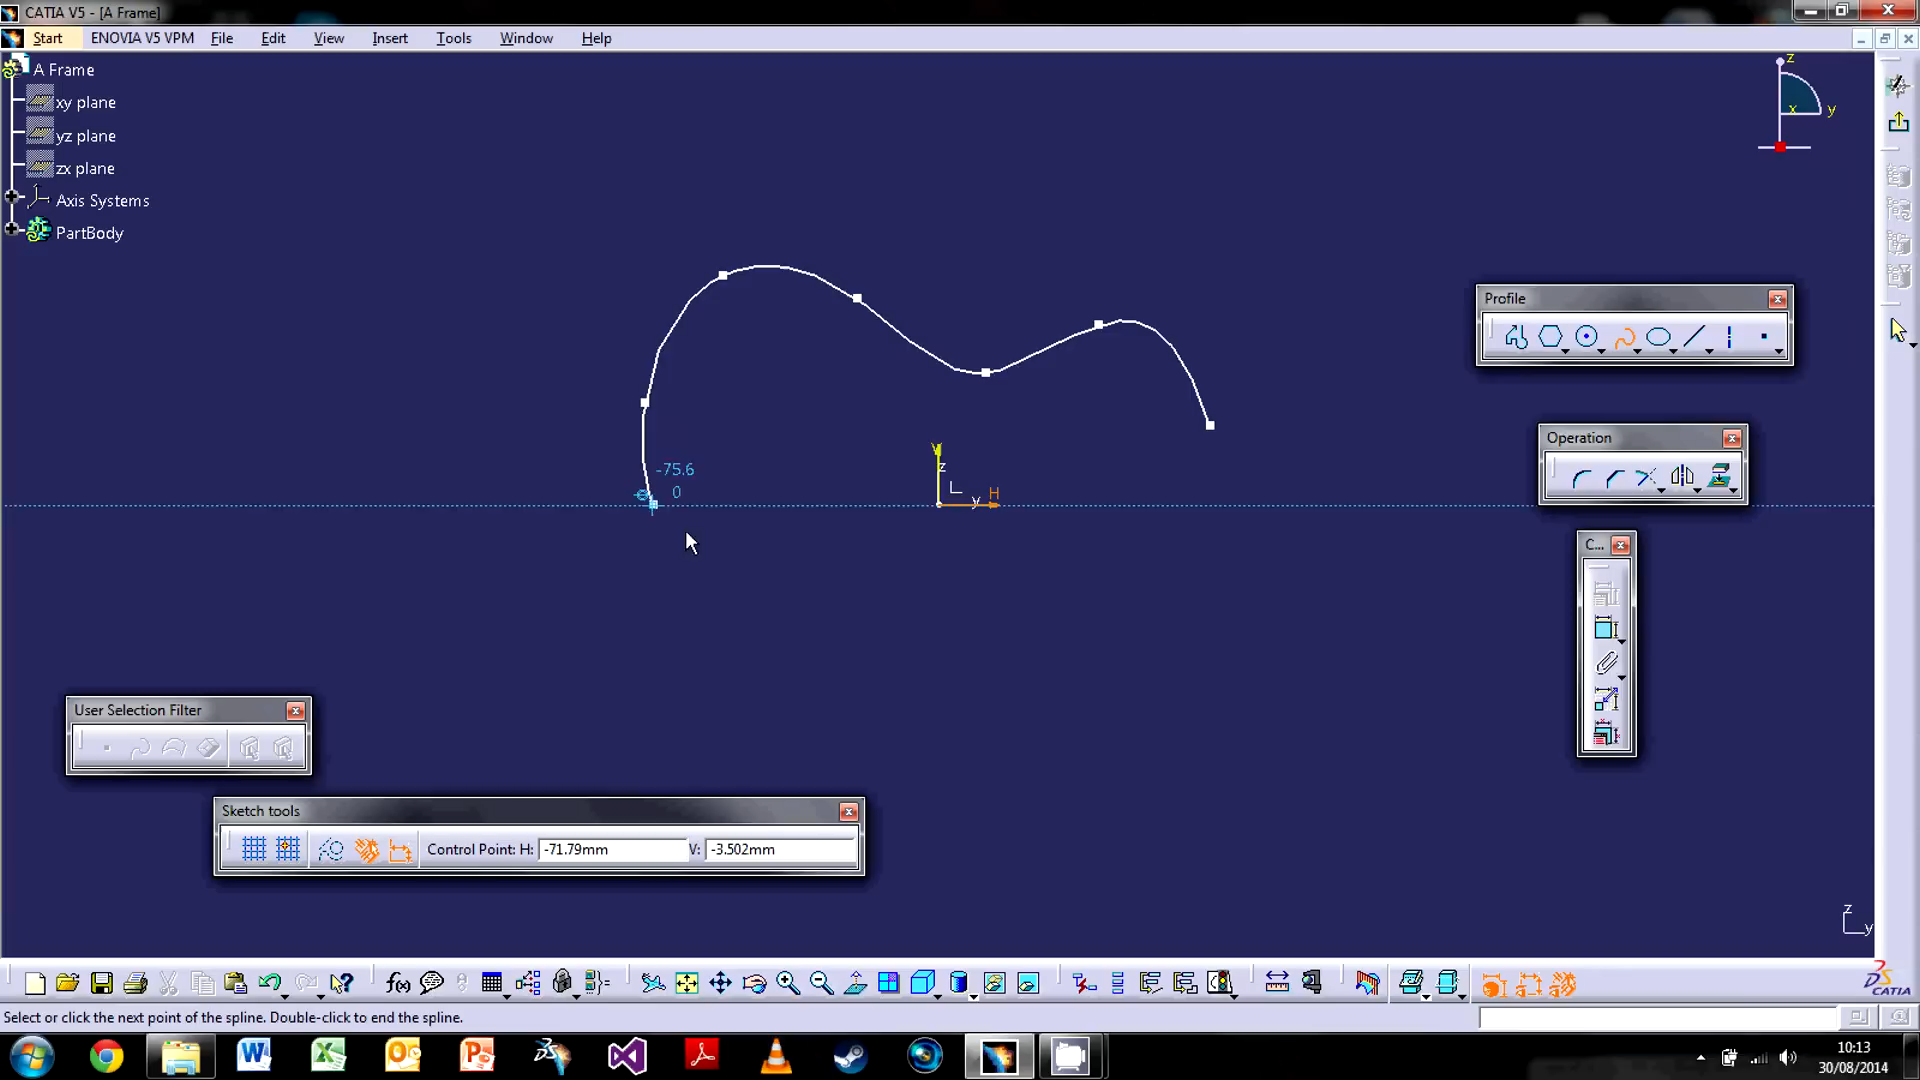 CATIA V5 - [A Frame]
Start ENOVIA V5 VPM File Edit View Insert Tools Window Help
A Frame
xy plane
yz plane
zx plane
Axis Systems
PartBody
z
x
y
Profile
Operation
C...
-75.6
0
V
z
H
y
User Selection Filter
Sketch tools
Control Point: H: -71.79mm V: -3.502mm
z
y
f(x)
CATIA
Select or click the next point of the spline. Double-click to end the spline.
10:13
30/08/2014